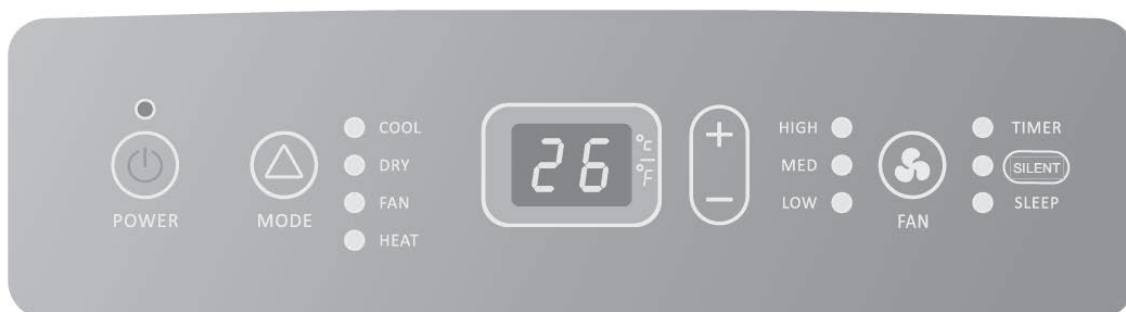 POWER
MODE
COOL
DRY
FAN
HEAT
26
°C
°F
+
−
HIGH
MED
LOW
FAN
TIMER
SILENT
SLEEP